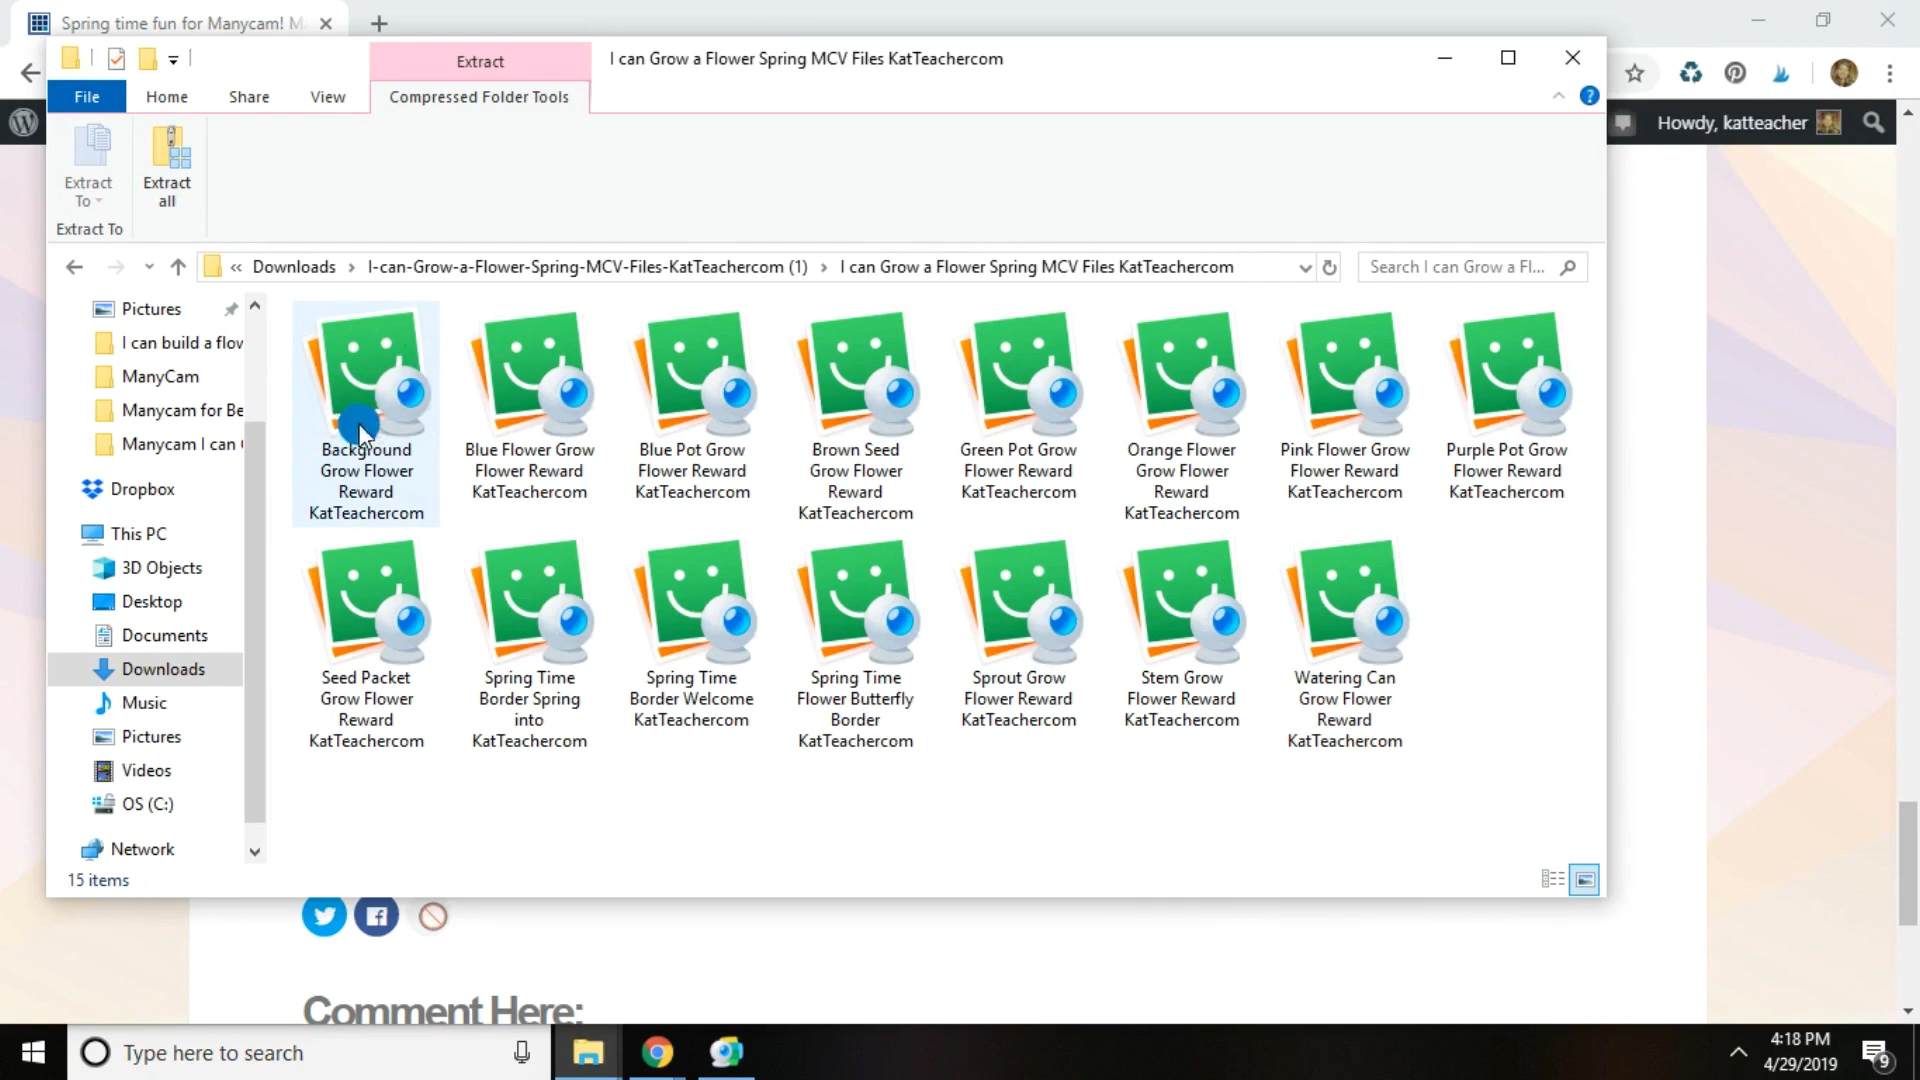 Spring time fun for Manycam! M
Extract
I can Grow a Flower Spring MCV Files KatTeachercom
File
Home
Share
View
Compressed Folder Tools
Howdy, katteacher
Extract
To
Extract
all
Extract To
« Downloads > I-can-Grow-a-Flower-Spring-MCV-Files-KatTeachercom (1) > I can Grow a Flower Spring MCV Files KatTeachercom
Search I can Grow a Fl...
Pictures
I can build a flow
ManyCam
Manycam for Be
Manycam I can
Dropbox
This PC
3D Objects
Desktop
Documents
Downloads
Music
Pictures
Videos
OS (C:)
Network
Background
Grow Flower
Reward
KatTeachercom
Blue Flower Grow
Flower Reward
KatTeachercom
Blue Pot Grow
Flower Reward
KatTeachercom
Brown Seed
Grow Flower
Reward
KatTeachercom
Green Pot Grow
Flower Reward
KatTeachercom
Orange Flower
Grow Flower
Reward
KatTeachercom
Pink Flower Grow
Flower Reward
KatTeachercom
Purple Pot Grow
Flower Reward
KatTeachercom
Seed Packet
Grow Flower
Reward
KatTeachercom
Spring Time
Border Spring
into
KatTeachercom
Spring Time
Border Welcome
KatTeachercom
Spring Time
Flower Butterfly
Border
KatTeachercom
Sprout Grow
Flower Reward
KatTeachercom
Stem Grow
Flower Reward
KatTeachercom
Watering Can
Grow Flower
Reward
KatTeachercom
15 items
Comment Here:
Type here to search
4:18 PM
4/29/2019
9